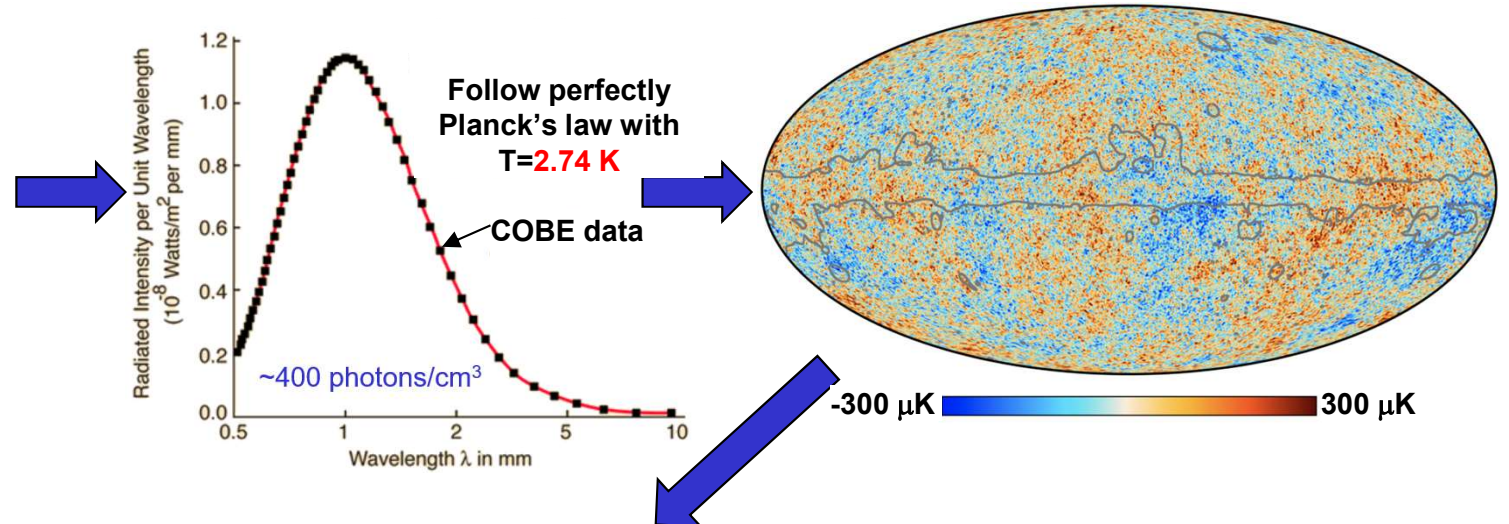 Radiated Intensity per Unit Wavelength
(10⁻⁸ Watts/m² per mm)
1.2
1.0
0.8
0.6
0.4
0.2
0.0
0.5
1
2
5
10
Wavelength λ in mm
~400 photons/cm³
Follow perfectly
Planck's law with
T=2.74 K
COBE data
-300 μK
300 μK